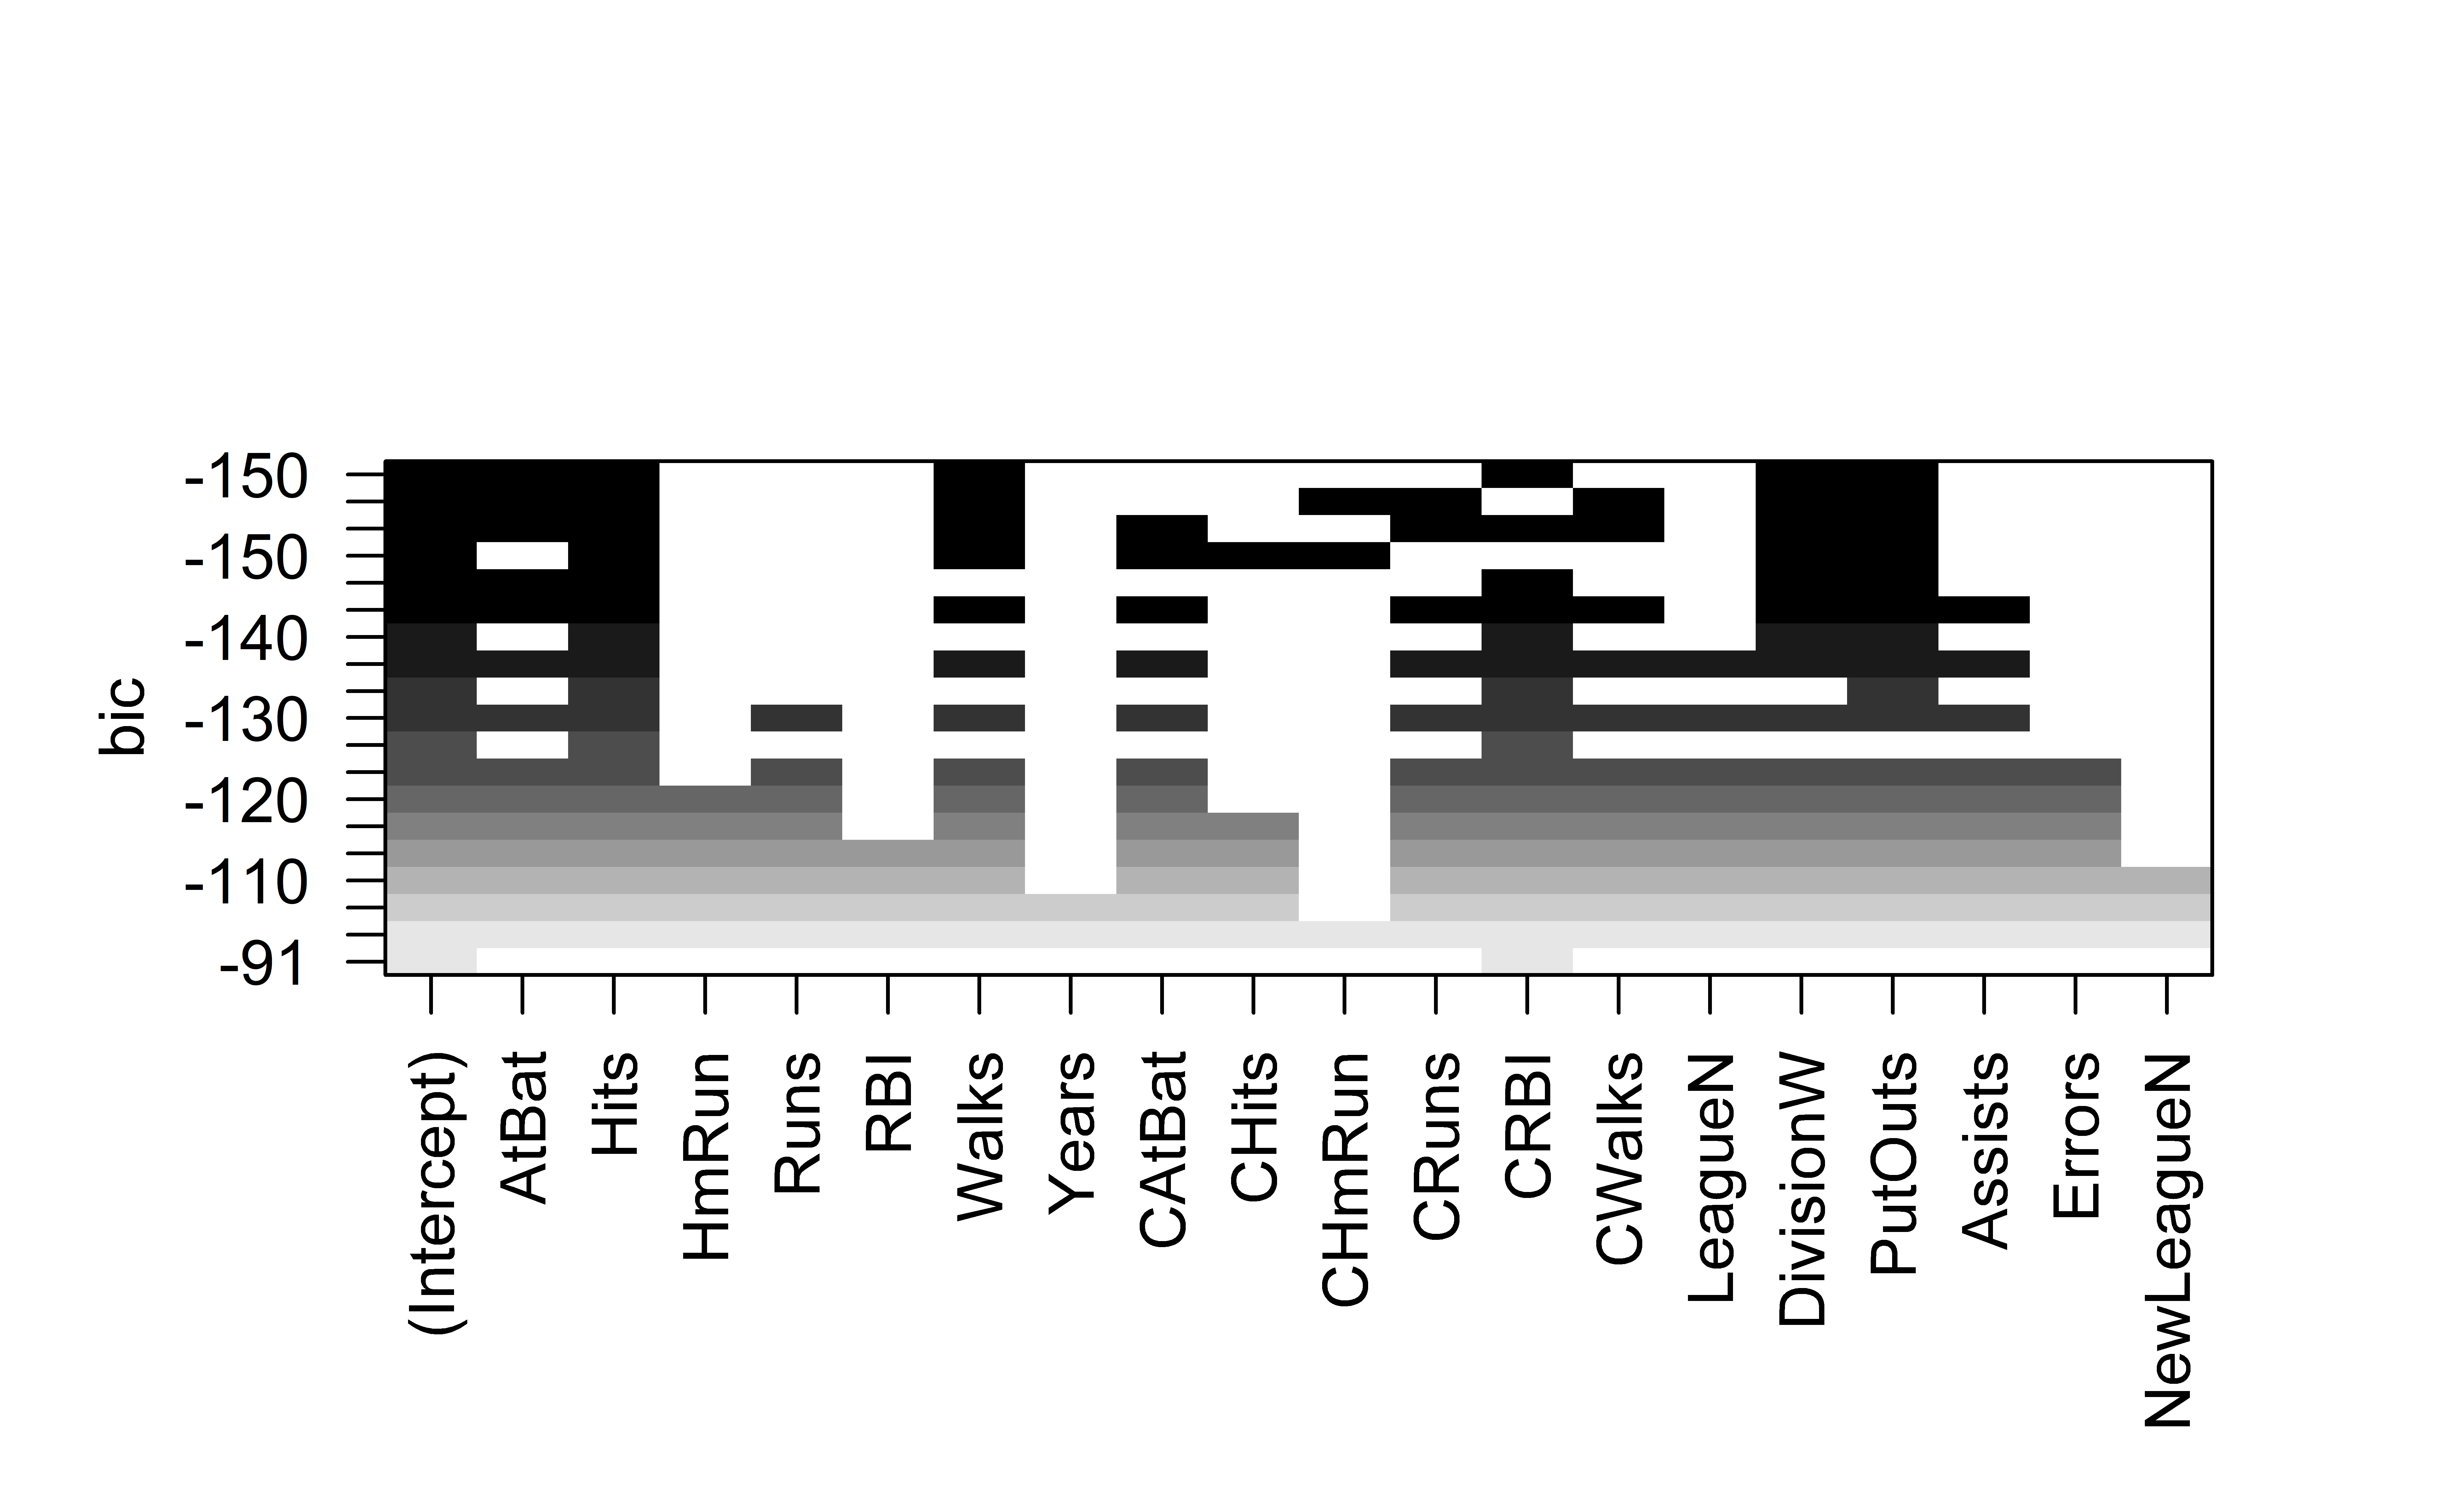 bic
-150
-150
-140
-130
-120
-110
-91
(Intercept)
AtBat
Hits
HmRun
Runs
RBI
Walks
Years
CAtBat
CHits
CHmRun
CRuns
CRBI
CWalks
LeagueN
DivisionW
PutOuts
Assists
Errors
NewLeagueN